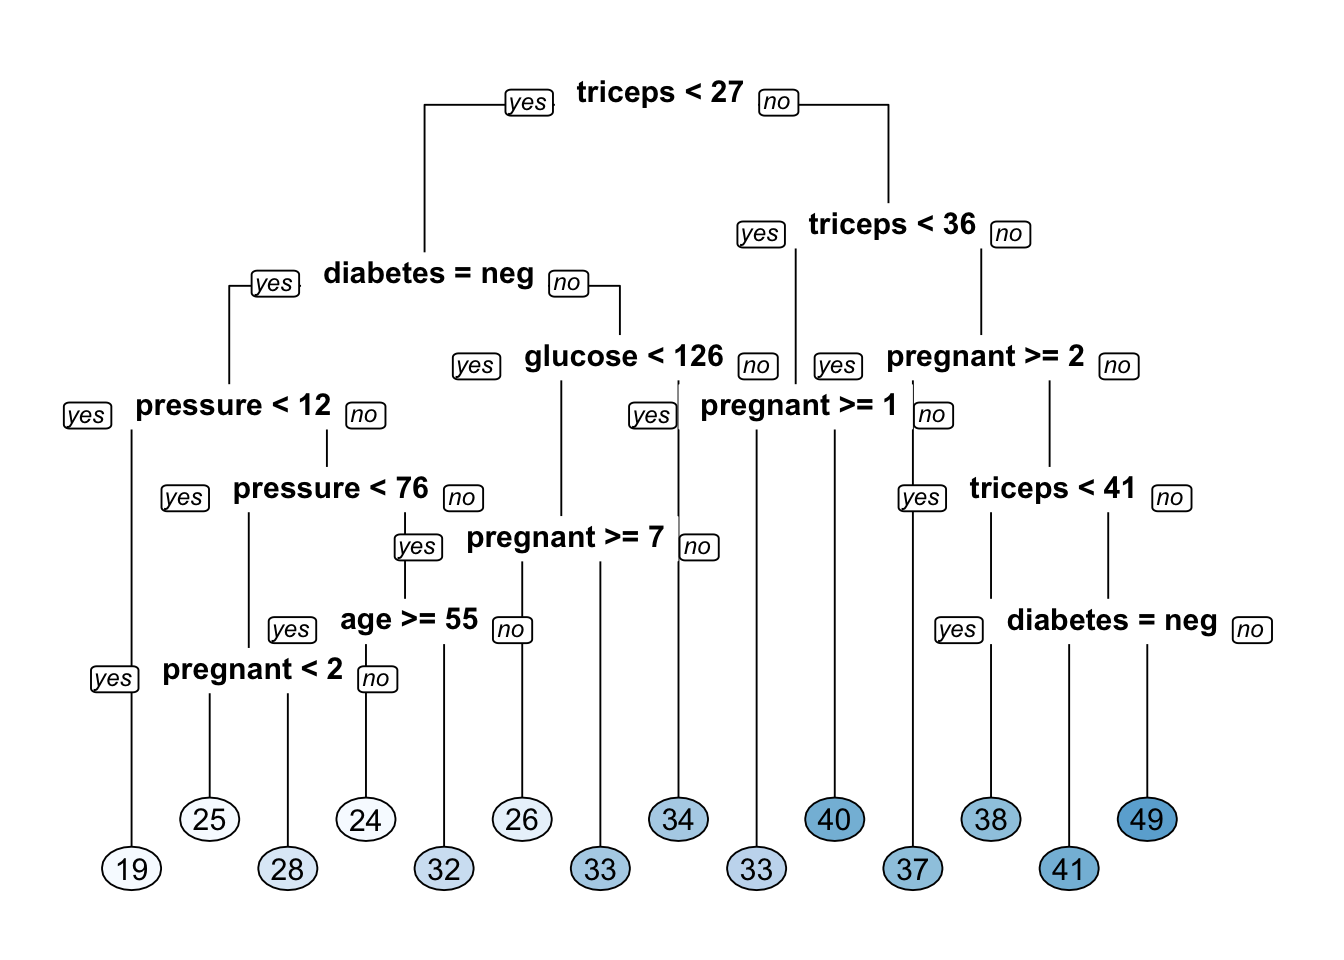 yes triceps < 27 no
yes triceps < 36 no
yes diabetes = neg no
yes glucose < 126 no yes pregnant >= 2 no
yes pressure < 12 no yes pregnant >= 1 no
yes pressure < 76 no yes triceps < 41 no
yes pregnant >= 7 no
yes age >= 55 no yes diabetes = neg no
yes pregnant < 2 no
25 24 26 34 40 38 49
19 28 32 33 33 37 41